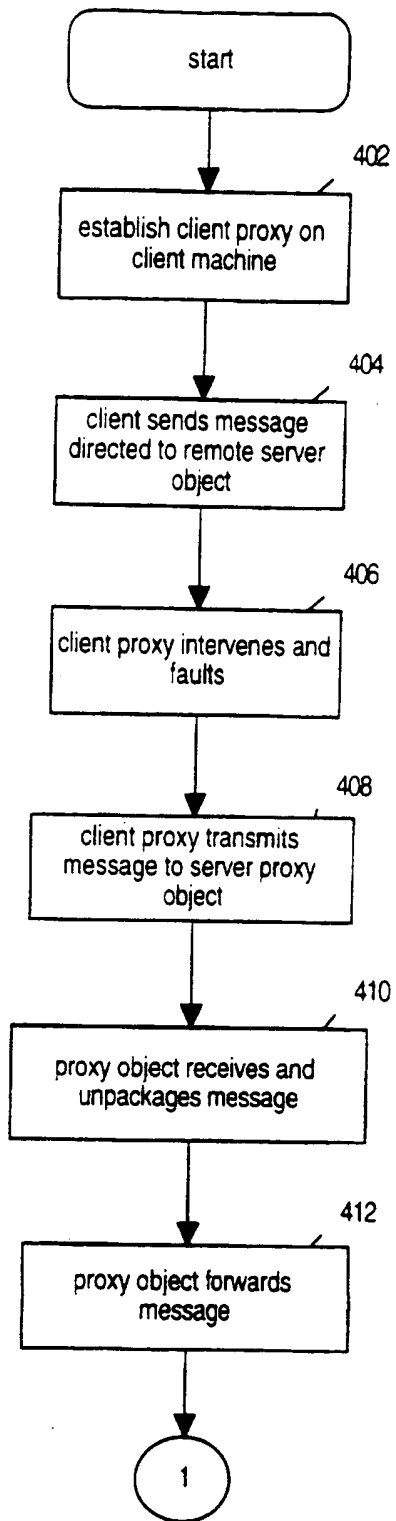 start
402
establish client proxy on
client machine
404
client sends message
directed to remote server
object
406
client proxy intervenes and
faults
408
client proxy transmits
message to server proxy
object
410
proxy object receives and
unpackages message
412
proxy object forwards
message
1